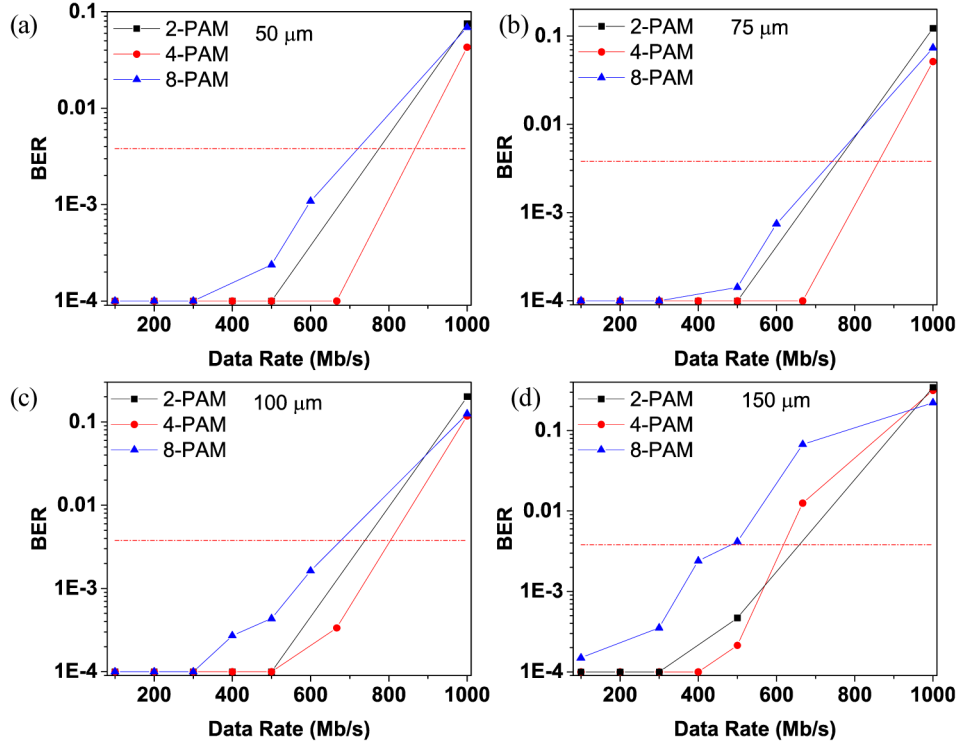 (a)
50 μm
2-PAM
4-PAM
8-PAM
0.1
0.01
1E-3
1E-4
BER
200 400 600 800 1000
Data Rate (Mb/s)
(b)
75 μm
2-PAM
4-PAM
8-PAM
0.1
0.01
1E-3
1E-4
BER
200 400 600 800 1000
Data Rate (Mb/s)
(c)
100 μm
2-PAM
4-PAM
8-PAM
0.1
0.01
1E-3
1E-4
BER
200 400 600 800 1000
Data Rate (Mb/s)
(d)
150 μm
2-PAM
4-PAM
8-PAM
0.1
0.01
1E-3
1E-4
BER
200 400 600 800 1000
Data Rate (Mb/s)